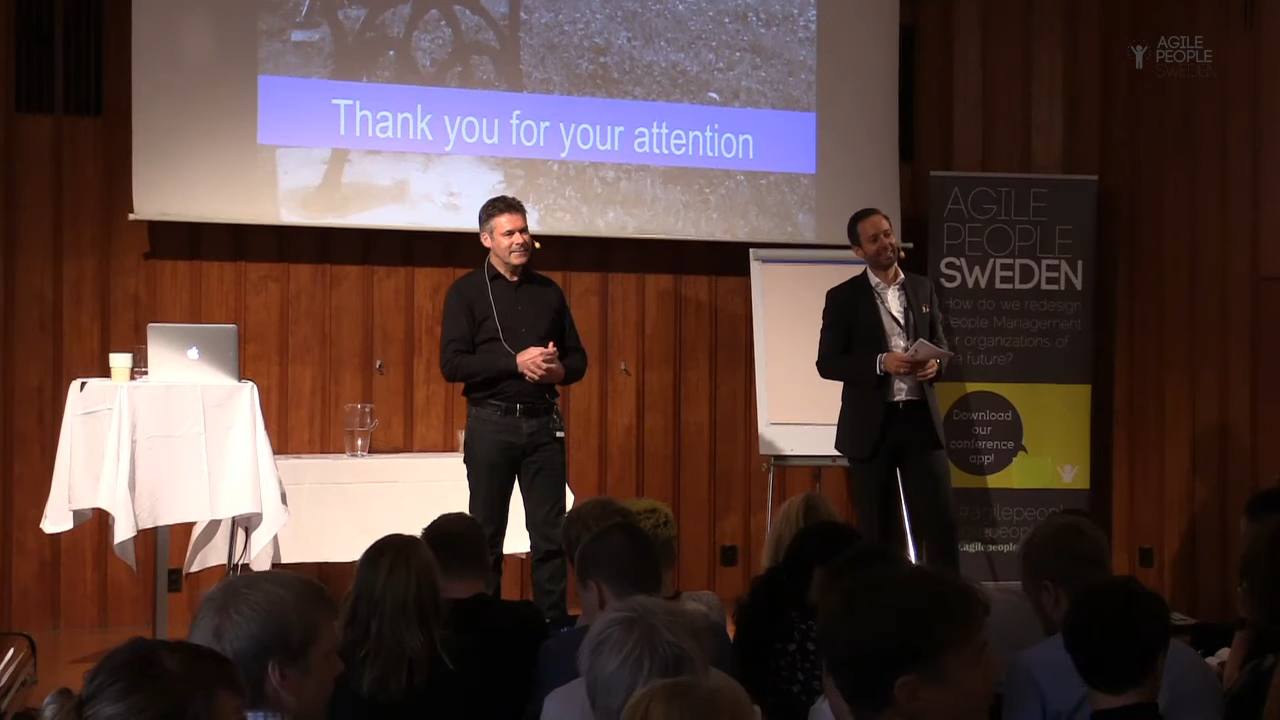 AGILE
PEOPLE
SWEDEN
Thank you for your attention
AGILE
PEOPLE
SWEDEN
How do we redesign
People Management
organizations of
future?
Download
our
conference
app!